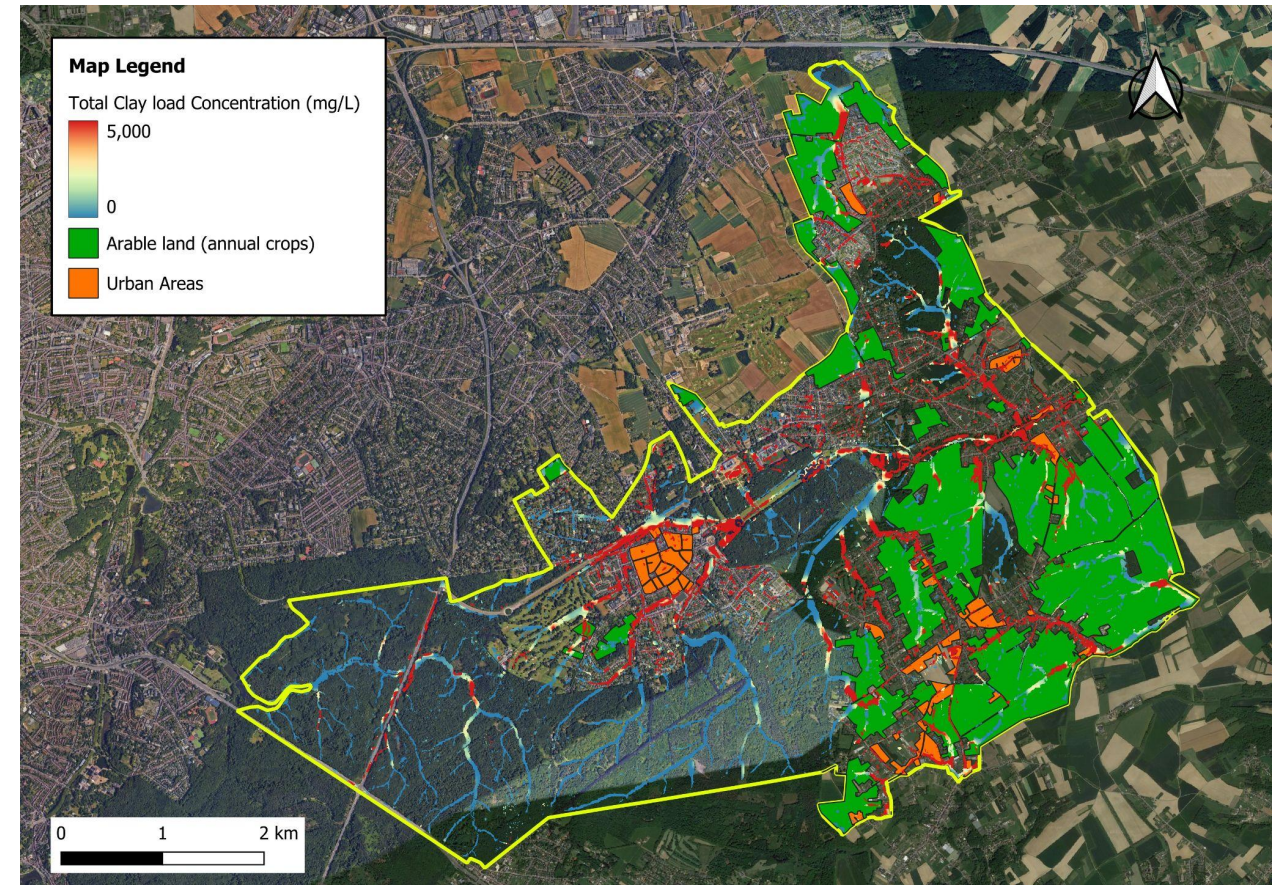 Map Legend
Total Clay load Concentration (mg/L)
5,000
0
Arable land (annual crops)
Urban Areas
0 1 2 km